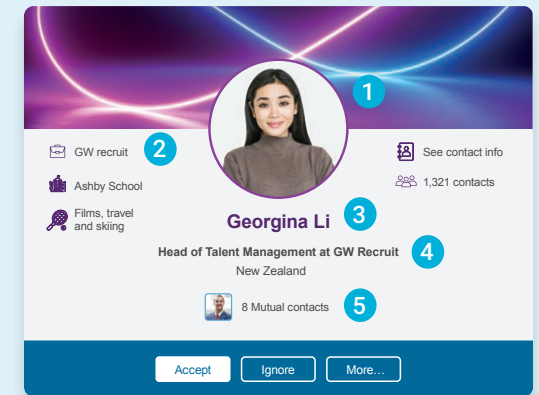 1
GW recruit 2
Ashby School
Films, travel
and skiing
See contact info
1,321 contacts
Georgina Li 3
Head of Talent Management at GW Recruit 4
New Zealand
8 Mutual contacts 5
Accept Ignore More...